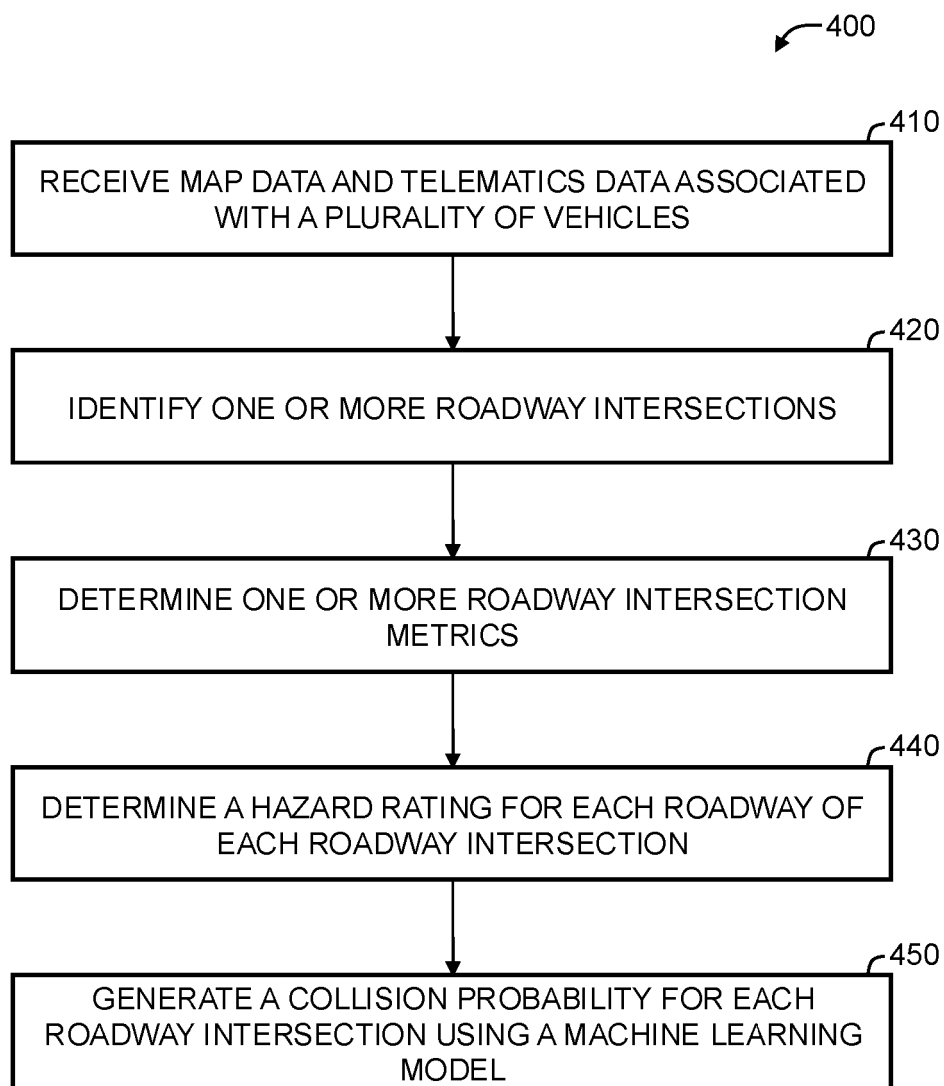 400
410
RECEIVE MAP DATA AND TELEMATICS DATA ASSOCIATED
WITH A PLURALITY OF VEHICLES
420
IDENTIFY ONE OR MORE ROADWAY INTERSECTIONS
430
DETERMINE ONE OR MORE ROADWAY INTERSECTION
METRICS
440
DETERMINE A HAZARD RATING FOR EACH ROADWAY OF
EACH ROADWAY INTERSECTION
450
GENERATE A COLLISION PROBABILITY FOR EACH
ROADWAY INTERSECTION USING A MACHINE LEARNING
MODEL